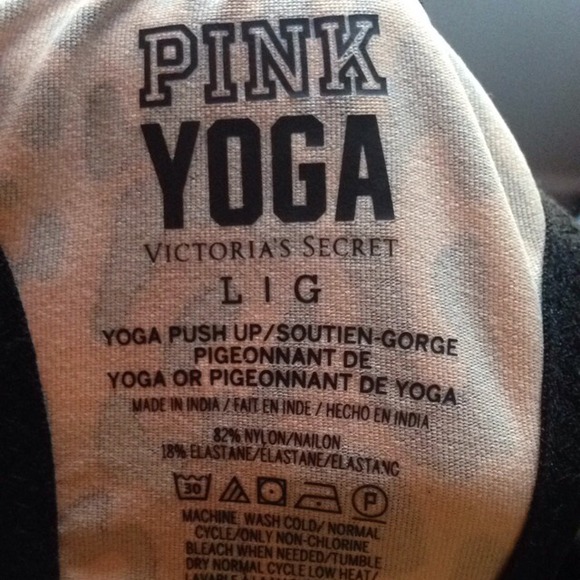 PINK
YOGA
VICTORIA'S SECRET
L | G
YOGA PUSH UP/SOUTIEN-GORGE
PIGEONNANT DE
YOGA OR PIGEONNANT DE YOGA
MADE IN INDIA / FAIT EN INDE / HECHO EN INDIA
82% NYLON/NAILON
18% ELASTANE/ÉLASTANE/ELASTANO
30 P
MACHINE WASH COLD/ NORMAL
CYCLE/ONLY NON-CHLORINE
BLEACH WHEN NEEDED/TUMBLE
DRY NORMAL CYCLE LOW HEAT/